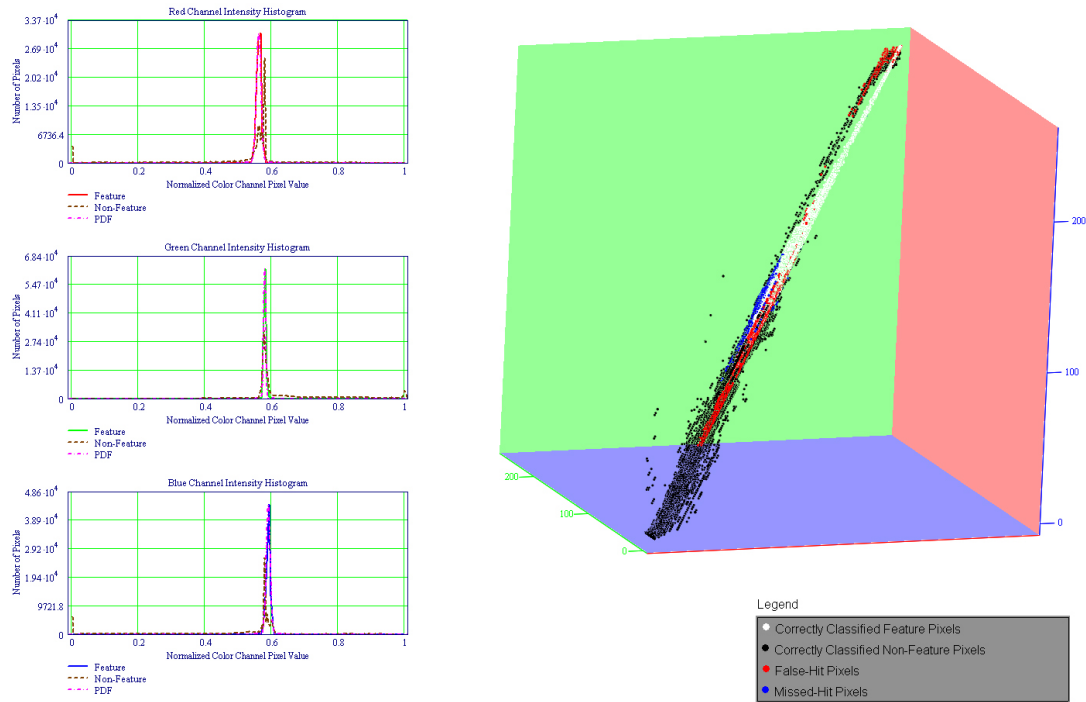 Red Channel Intensity Histogram
3.37·10⁴
2.69·10⁴
2.02·10⁴
1.35·10⁴
6736.4
0
Number of Pixels
0 0.2 0.4 0.6 0.8 1
Normalized Color Channel Pixel Value
Feature
Non-Feature
PDF
Green Channel Intensity Histogram
6.84·10⁴
5.47·10⁴
4.11·10⁴
2.74·10⁴
1.37·10⁴
0
Number of Pixels
0 0.2 0.4 0.6 0.8 1
Normalized Color Channel Pixel Value
Feature
Non-Feature
PDF
Blue Channel Intensity Histogram
4.86·10⁴
3.89·10⁴
2.92·10⁴
1.94·10⁴
9721.8
0
Number of Pixels
0 0.2 0.4 0.6 0.8 1
Normalized Color Channel Pixel Value
Feature
Non-Feature
PDF
200
100
0
200
100
0
Legend
Correctly Classified Feature Pixels
Correctly Classified Non-Feature Pixels
False-Hit Pixels
Missed-Hit Pixels